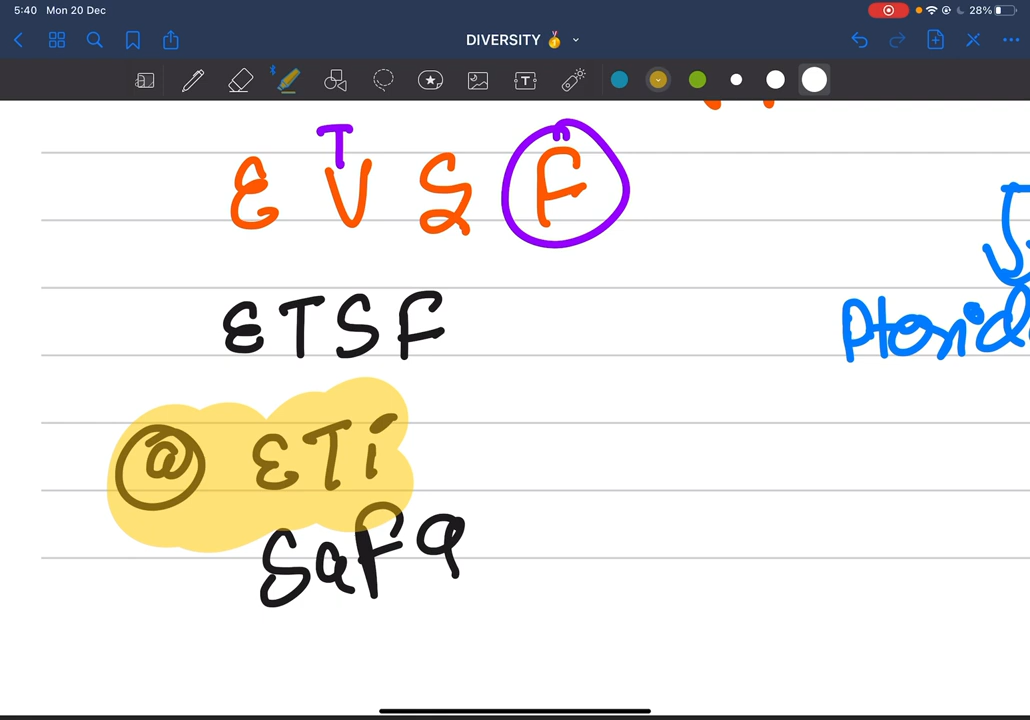 5:40 Mon 20 Dec
28%
DIVERSITY
T
E V S F
ETSF
@ ETi
Safa